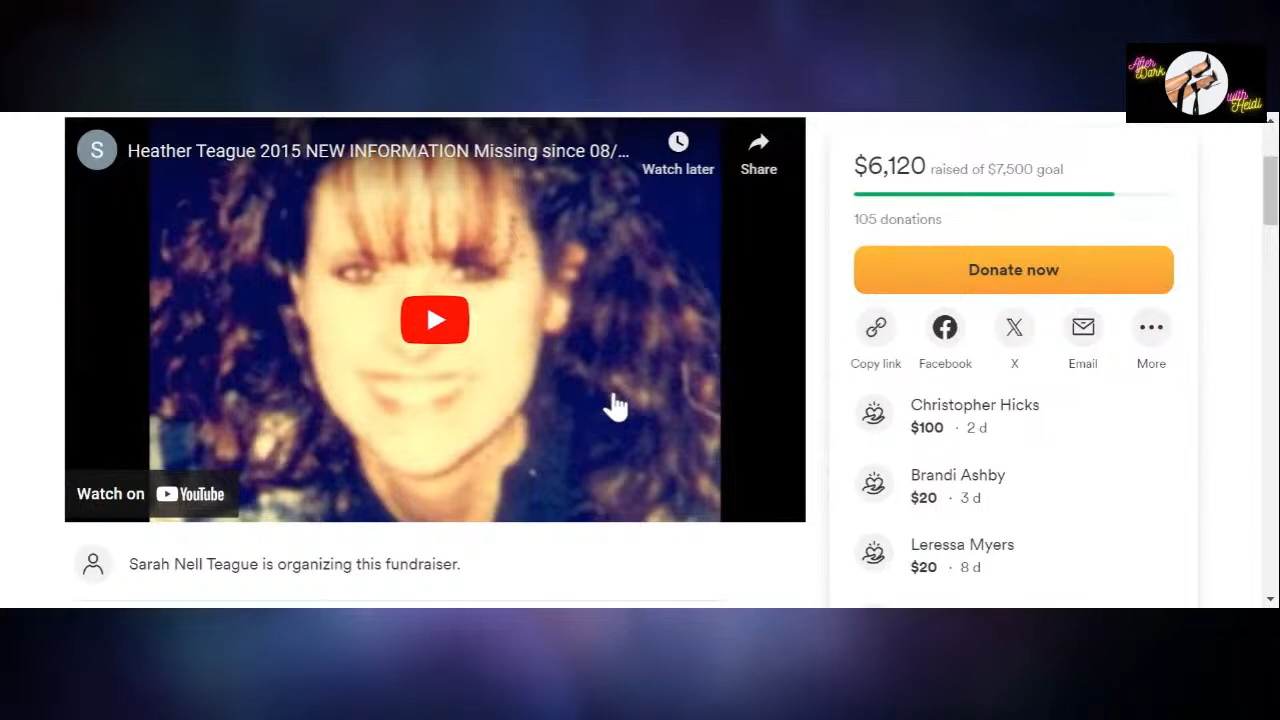 After
Dark
with
Heidi
S
Heather Teague 2015 NEW INFORMATION Missing since 08/...
Watch later
Share
Watch on YouTube
Sarah Nell Teague is organizing this fundraiser.
$6,120 raised of $7,500 goal
105 donations
Donate now
Copy link
Facebook
X
Email
More
Christopher Hicks
$100 · 2 d
Brandi Ashby
$20 · 3 d
Leressa Myers
$20 · 8 d